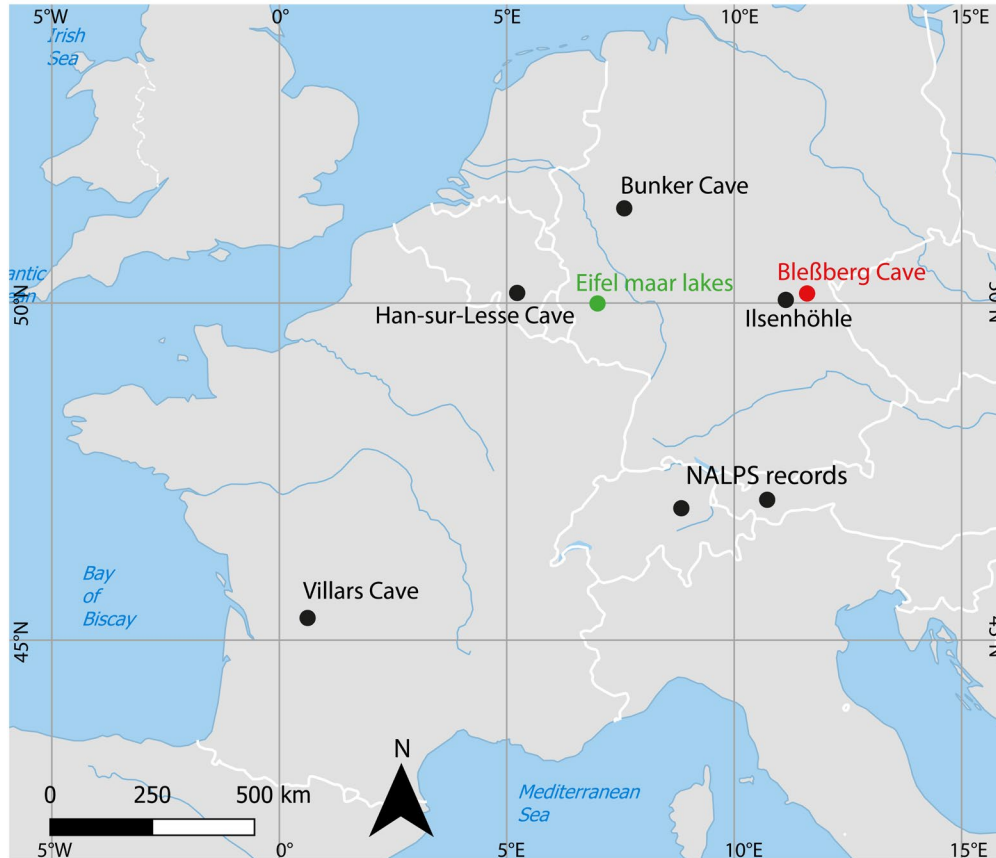 5°W 0° 5°E 10°E 15°E
Irish
Sea
Bunker Cave
Bleßberg Cave
Eifel maar lakes
50°N
Han-sur-Lesse Cave
Ilsenhöhle
NALPS records
Bay
of
Biscay
Villars Cave
45°N
N
0 250 500 km
Mediterranean
Sea
5°W 0° 5°E 10°E 15°E